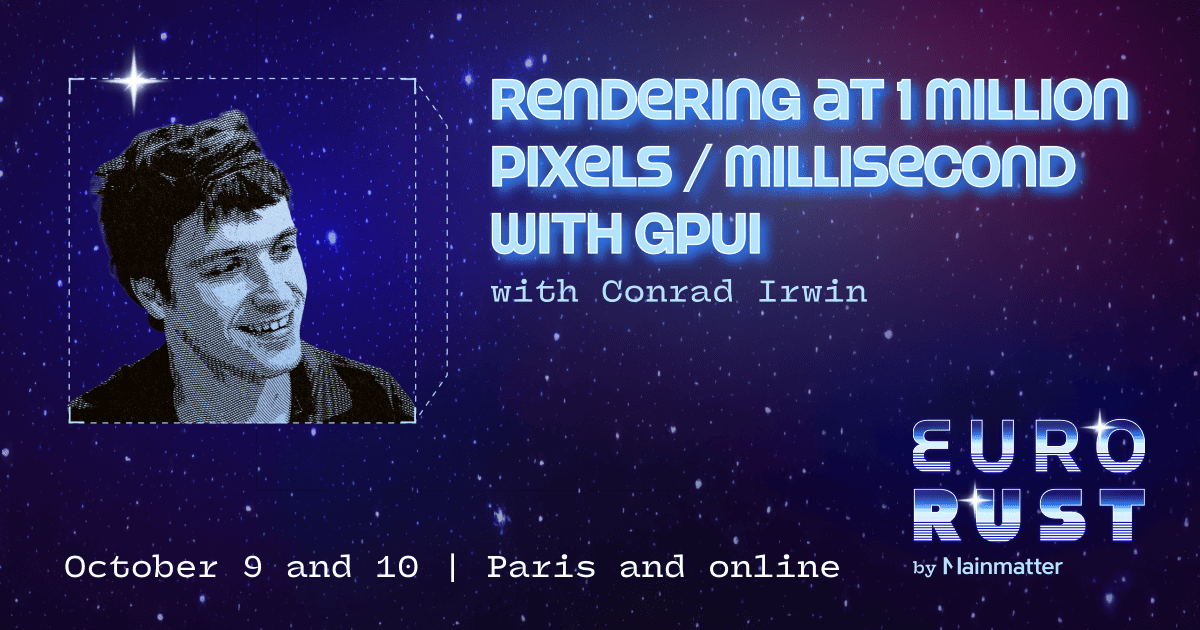 Rendering at 1 million
pixels / millisecond
with GPUI
with Conrad Irwin
EURO
RUST
by Mainmatter
October 9 and 10 | Paris and online